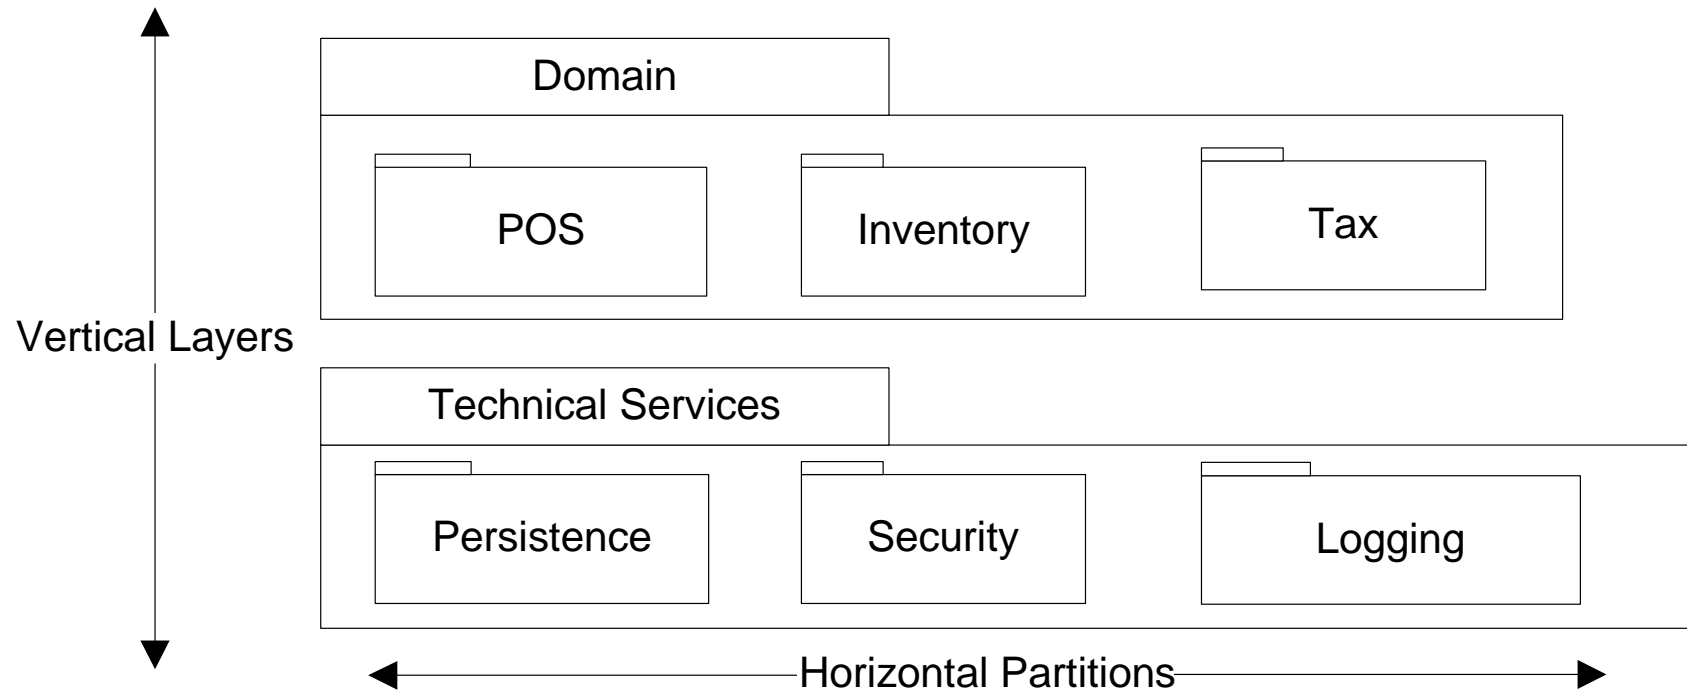 Domain
POS
Inventory
Tax
Vertical Layers
Technical Services
Persistence
Security
Logging
Horizontal Partitions